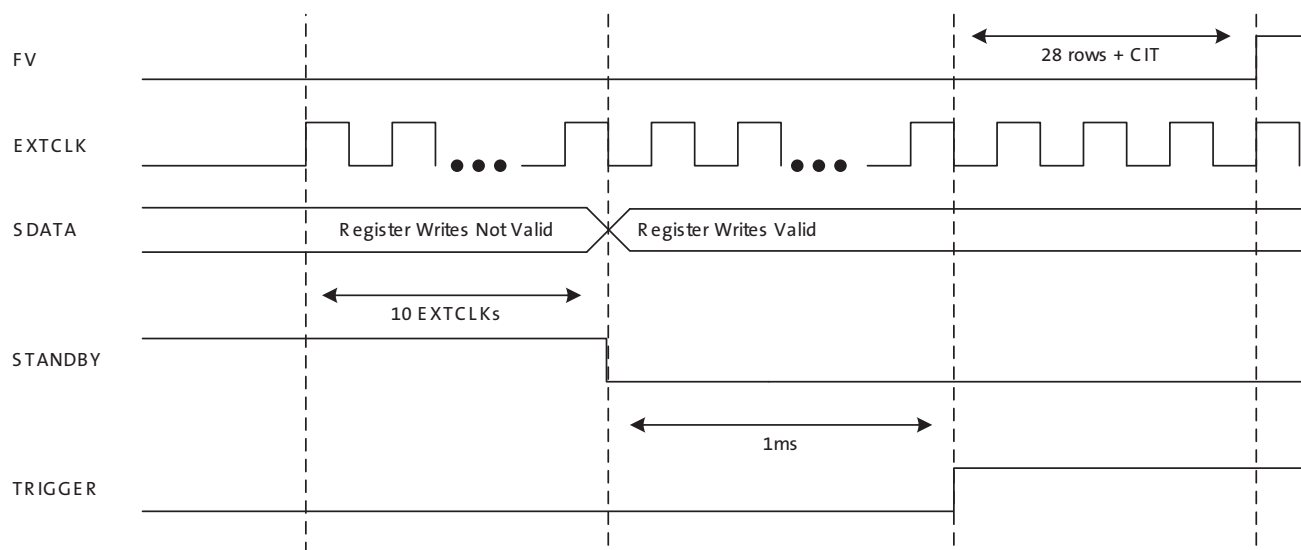 FV
28 rows + CIT
EXTCLK
SDATA
Register Writes Not Valid
Register Writes Valid
10 EXTCLKs
STANDBY
1ms
TRIGGER